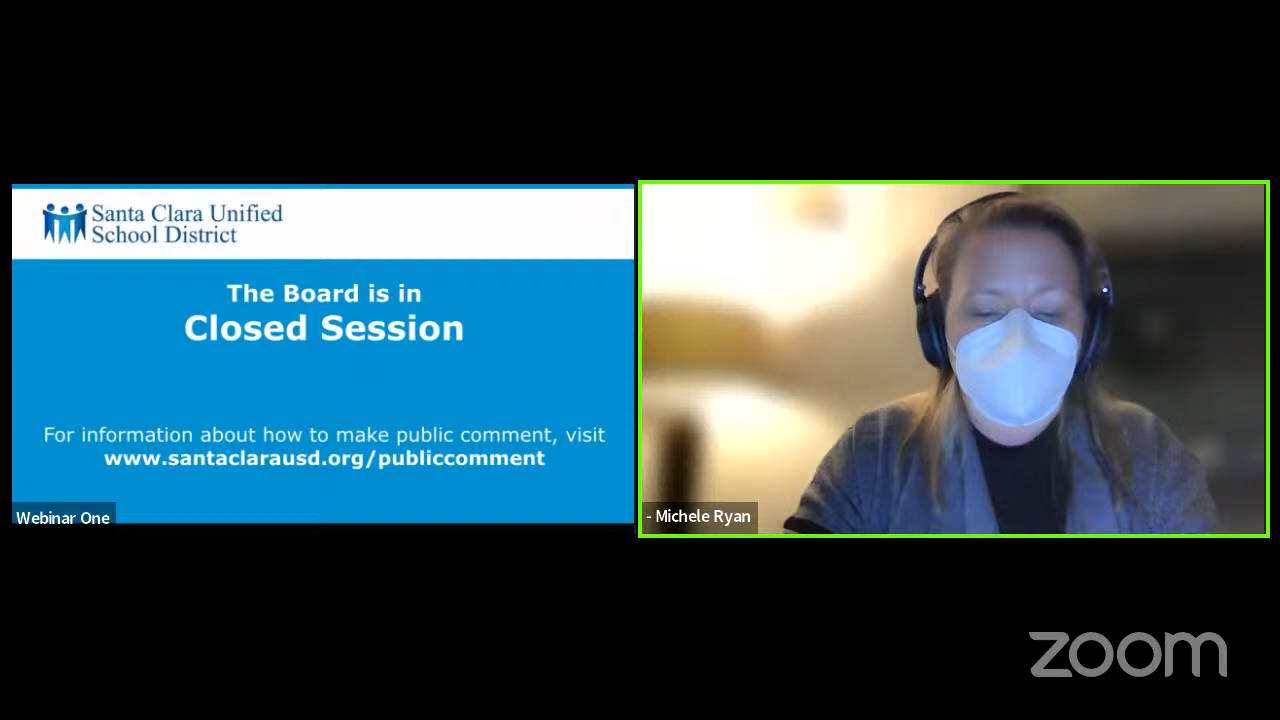 Santa Clara Unified
School District
The Board is in
Closed Session
For information about how to make public comment, visit
www.santaclarausd.org/publiccomment
Webinar One
- Michele Ryan
zoom